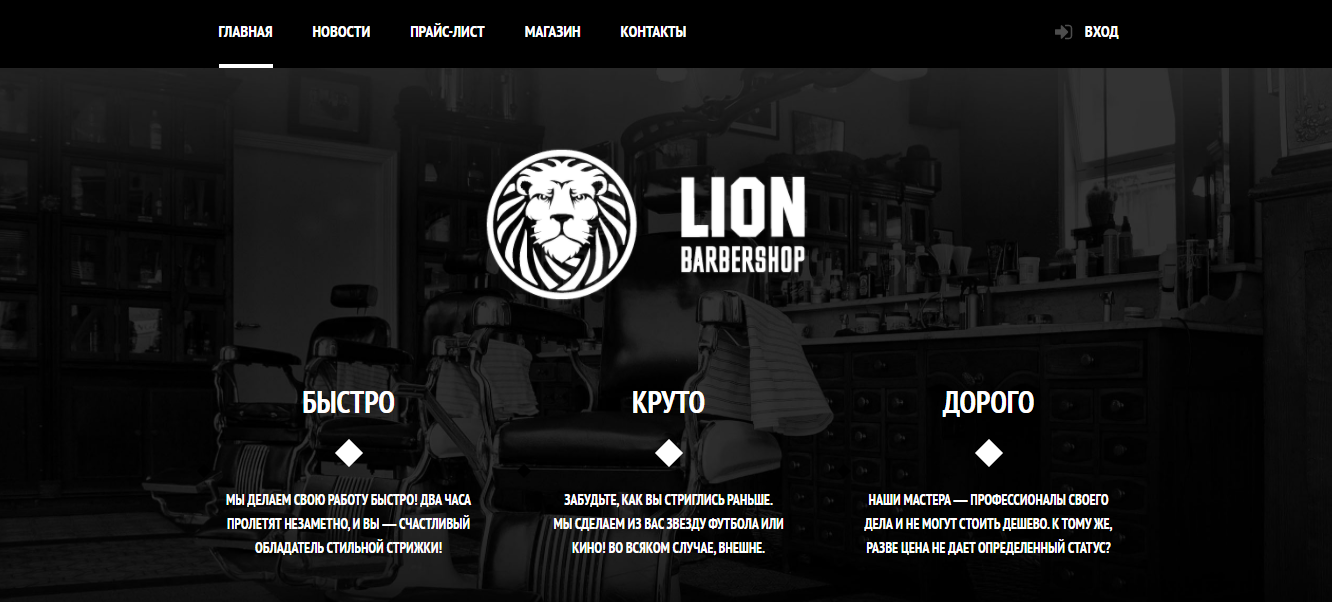 ГЛАВНАЯ НОВОСТИ ПРАЙС-ЛИСТ МАГАЗИН КОНТАКТЫ ВХОД
LION
BARBERSHOP
БЫСТРО
МЫ ДЕЛАЕМ СВОЮ РАБОТУ БЫСТРО! ДВА ЧАСА
ПРОЛЕТЯТ НЕЗАМЕТНО, И ВЫ — СЧАСТЛИВЫЙ
ОБЛАДАТЕЛЬ СТИЛЬНОЙ СТРИЖКИ!
КРУТО
ЗАБУДЬТЕ, КАК ВЫ СТРИГЛИСЬ РАНЬШЕ.
МЫ СДЕЛАЕМ ИЗ ВАС ЗВЕЗДУ ФУТБОЛА ИЛИ
КИНО! ВО ВСЯКОМ СЛУЧАЕ, ВНЕШНЕ.
ДОРОГО
НАШИ МАСТЕРА — ПРОФЕССИОНАЛЫ СВОЕГО
ДЕЛА И НЕ МОГУТ СТОИТЬ ДЕШЕВО. К ТОМУ ЖЕ,
РАЗВЕ ЦЕНА НЕ ДАЕТ ОПРЕДЕЛЕННЫЙ СТАТУС?